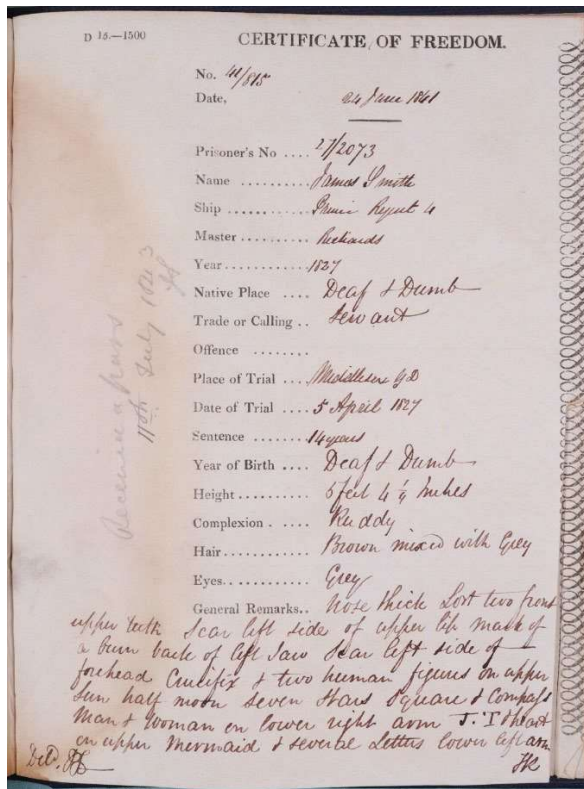 D 15.—1500
CERTIFICATE OF FREEDOM.
No. 41/815
Date, 24 June 1841
Prisoner's No .... 27/2073
Name ......... James Smith
Ship ........... Prince Regent 4
Master .......... Richards
Year............ 1827
Native Place .... Deaf & Dumb
Trade or Calling .. Servant
Offence ........
Place of Trial .... Middlesex G D
Date of Trial .... 5 April 1827
Sentence ....... 14 years
Year of Birth .... Deaf & Dumb
Height.......... 5 feet 4 1/4 Inches
Complexion . ..... Ruddy
Hair............ Brown mixed with Grey
Eyes............ Grey
General Remarks.. Nose thick Lost two front
upper teeth Scar left side of upper lip mark of
a burn back of left Jaw Scar left side of
forehead Crucifix & two human figures on upper
Sun half moon seven Stars Square & Compass
Man & Woman on lower right arm J. T & heart
on upper Mermaid & several Letters lower left arm
Received a pass
July 1843